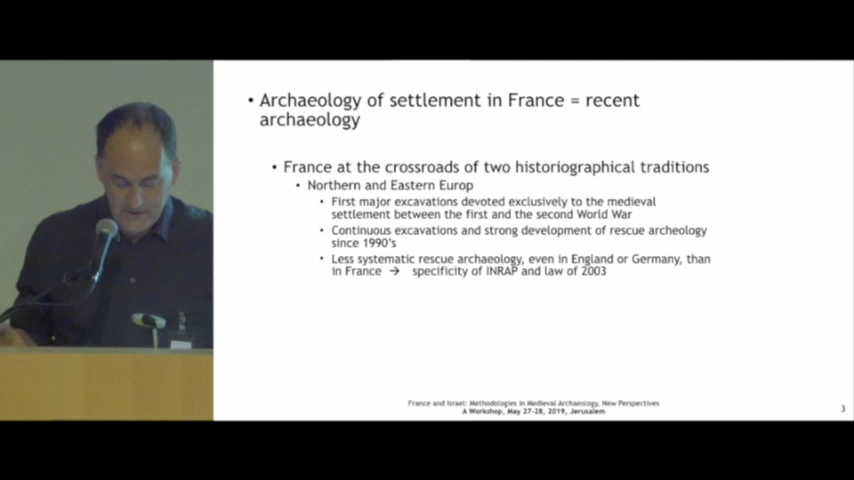 • Archaeology of settlement in France = recent
archaeology
• France at the crossroads of two historiographical traditions
• Northern and Eastern Europ
• First major excavations devoted exclusively to the medieval
settlement between the first and the second World War
• Continuous excavations and strong development of rescue archeology
since 1990's
• Less systematic rescue archaeology, even in England or Germany, than
in France → specificity of INRAP and law of 2003
France and Israel: Methodologies in Medieval Archaeology, New Perspectives
A Workshop, May 27-28, 2019, Jerusalem
3